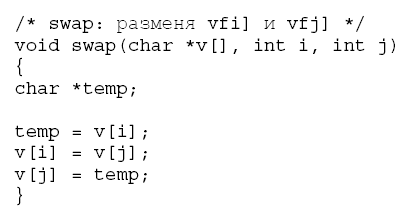 /* swap: разменя vfi] и vfj] */
void swap(char *v[], int i, int j)
{
char *temp;

temp = v[i];
v[i] = v[j];
v[j] = temp;
}